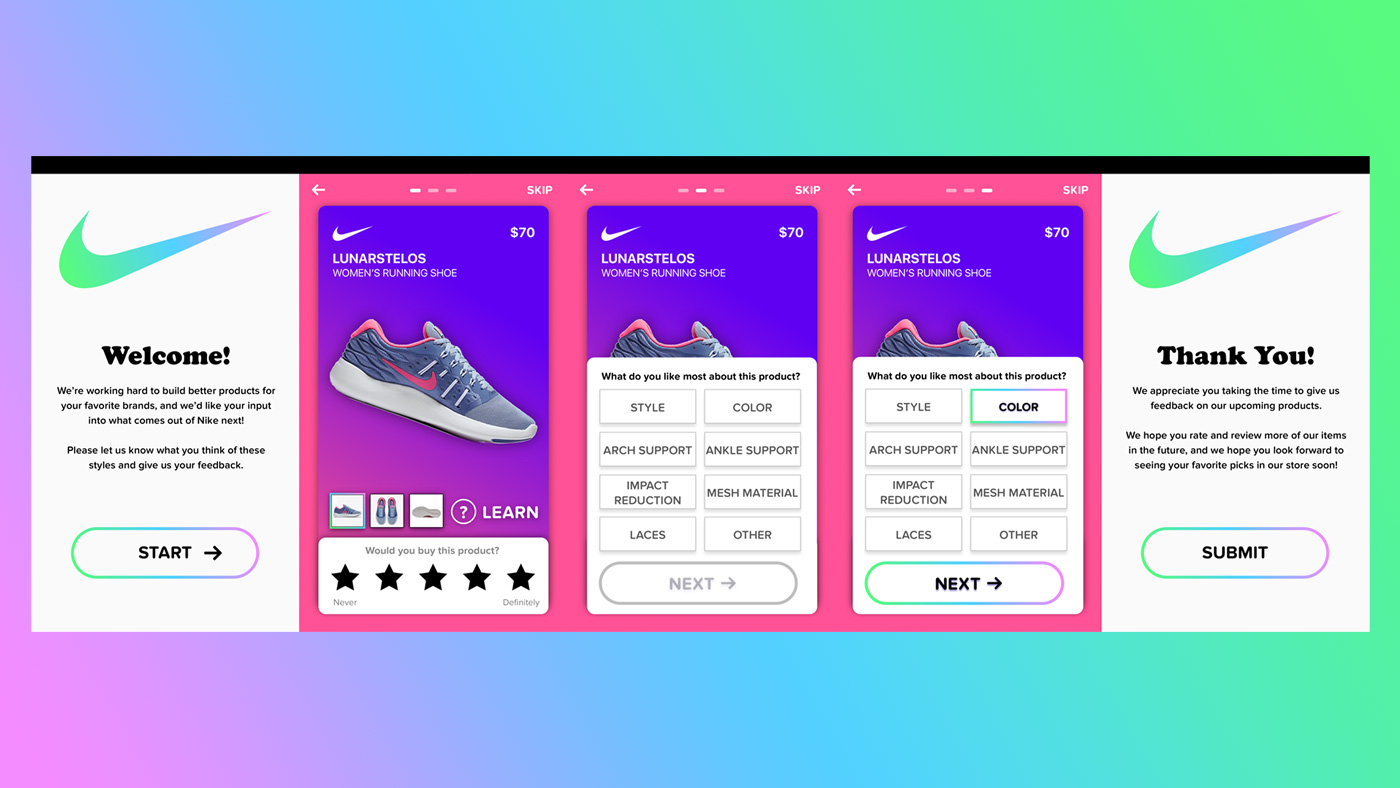 Welcome!
We're working hard to build better products for
your favorite brands, and we'd like your input
into what comes out of Nike next!
Please let us know what you think of these
styles and give us your feedback.
START
SKIP
$70
LUNARSTELOS
WOMEN'S RUNNING SHOE
? LEARN
Would you buy this product?
Never
Definitely
SKIP
$70
LUNARSTELOS
WOMEN'S RUNNING SHOE
What do you like most about this product?
STYLE
COLOR
ARCH SUPPORT
ANKLE SUPPORT
IMPACT
REDUCTION
MESH MATERIAL
LACES
OTHER
NEXT
SKIP
$70
LUNARSTELOS
WOMEN'S RUNNING SHOE
What do you like most about this product?
STYLE
COLOR
ARCH SUPPORT
ANKLE SUPPORT
IMPACT
REDUCTION
MESH MATERIAL
LACES
OTHER
NEXT
Thank You!
We appreciate you taking the time to give us
feedback on our upcoming products.
We hope you rate and review more of our items
in the future, and we hope you look forward to
seeing your favorite picks in our store soon!
SUBMIT